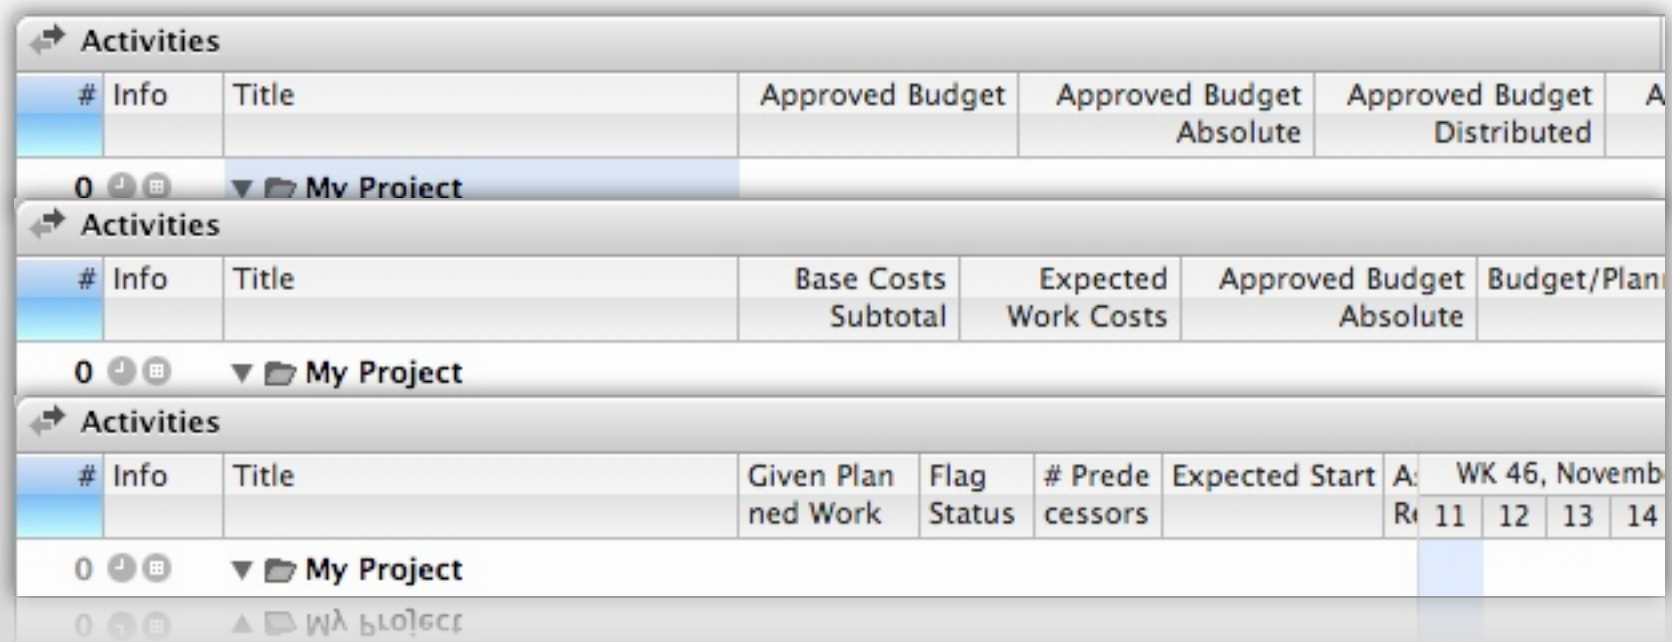 Activities
# Info Title Approved Budget Approved Budget Approved Budget
Absolute Distributed
0 My Project
Activities
# Info Title Base Costs Expected Approved Budget
Subtotal Work Costs Absolute
0 My Project
Activities
# Info Title Given Plan Flag # Prede Expected Start WK 46,
ned Work Status cessors 11 12 13 14
0 My Project